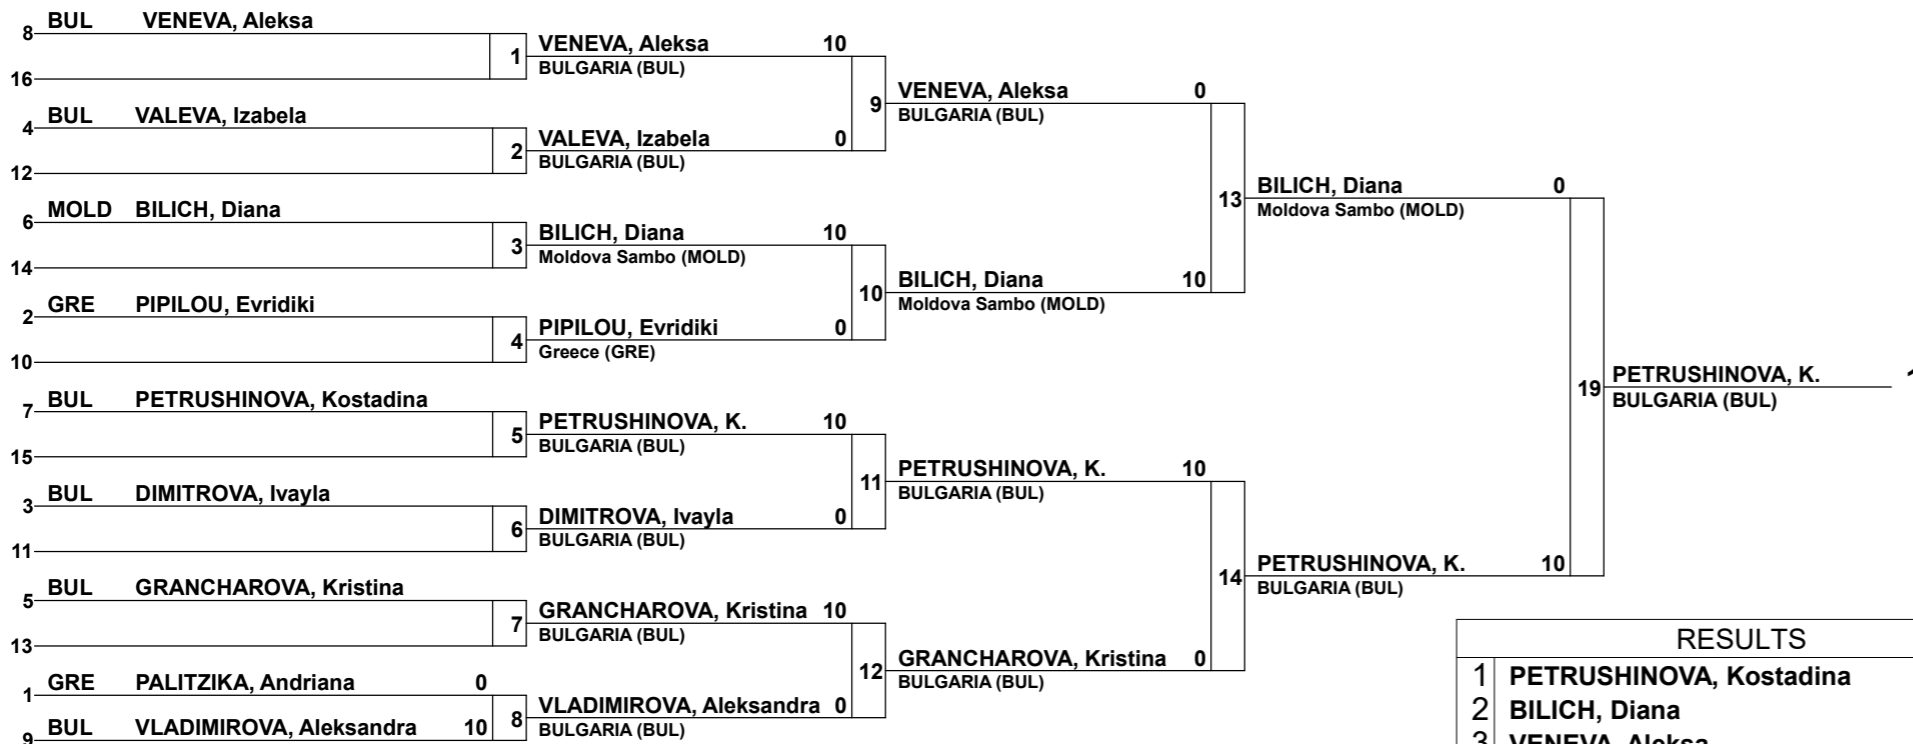 8 BUL VENEVA, Aleksa
16
4 BUL VALEVA, Izabela
12
6 MOLD BILICH, Diana
14
2 GRE PIPILOU, Evridiki
10
7 BUL PETRUSHINOVA, Kostadina
15
3 BUL DIMITROVA, Ivayla
11
5 BUL GRANCHAROVA, Kristina
13
1 GRE PALITZIKA, Andriana 0
9 BUL VLADIMIROVA, Aleksandra 10
1 VENEVA, Aleksa 10
BULGARIA (BUL)
2 VALEVA, Izabela 0
BULGARIA (BUL)
3 BILICH, Diana 10
Moldova Sambo (MOLD)
4 PIPILOU, Evridiki 0
Greece (GRE)
5 PETRUSHINOVA, K. 10
BULGARIA (BUL)
6 DIMITROVA, Ivayla 0
BULGARIA (BUL)
7 GRANCHAROVA, Kristina 10
BULGARIA (BUL)
8 VLADIMIROVA, Aleksandra 0
BULGARIA (BUL)
9 VENEVA, Aleksa 0
BULGARIA (BUL)
10 BILICH, Diana 10
Moldova Sambo (MOLD)
11 PETRUSHINOVA, K. 10
BULGARIA (BUL)
12 GRANCHAROVA, Kristina 0
BULGARIA (BUL)
13 BILICH, Diana 0
Moldova Sambo (MOLD)
14 PETRUSHINOVA, K. 10
BULGARIA (BUL)
19 PETRUSHINOVA, K.
BULGARIA (BUL)
RESULTS
1 PETRUSHINOVA, Kostadina
2 BILICH, Diana
3 VENEVA, Aleksa